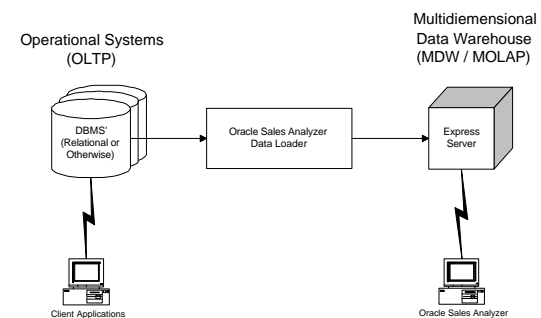 Operational Systems
(OLTP)
Multidiemensional
Data Warehouse
(MDW / MOLAP)
DBMS'
(Relational or
Otherwise)
Oracle Sales Analyzer
Data Loader
Express
Server
Client Applications
Oracle Sales Analyzer